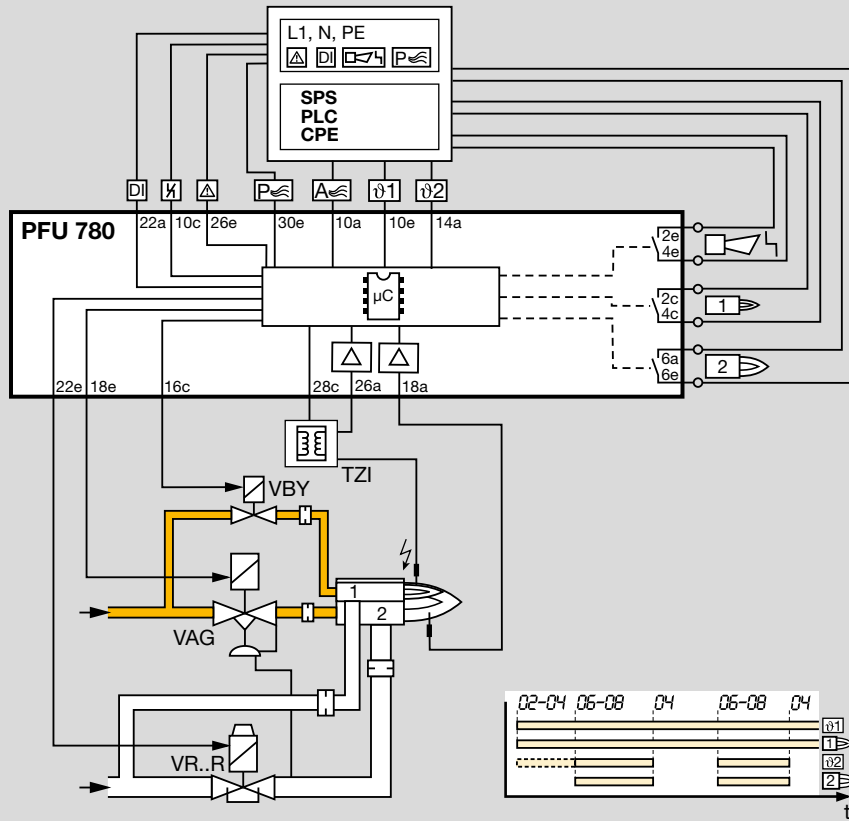 L1, N, PE
DI P
SPS
PLC
CPE
DI P A ϑ1 ϑ2
PFU 780
22a 10c 26e 30e 10a 10e 14a
2e
4e
µC
2c
4c
1
6a
6e
2
22e 18e 16c 28c 26a 18a
TZI
VBY
1
2
VAG
VR..R
02-04 06-08 04 06-08 04
ϑ1
1
ϑ2
2
t